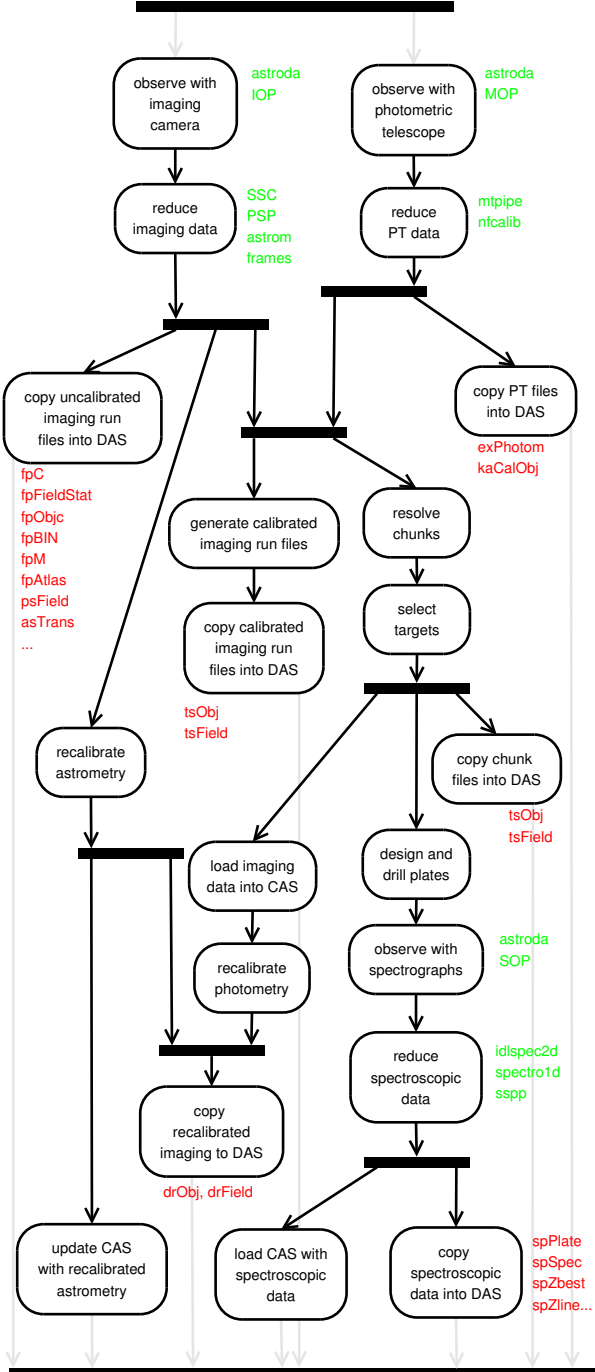 observe with
imaging
camera
astroda
IOP
observe with
photometric
telescope
astroda
MOP
reduce
imaging data
SSC
PSP
astrom
frames
reduce
PT data
mtpipe
nfcalib
copy uncalibrated
imaging run
files into DAS
fpC
fpFieldStat
fpObjc
fpBIN
fpM
fpAtlas
psField
asTrans
...
copy PT files
into DAS
exPhotom
kaCalObj
generate calibrated
imaging run files
resolve
chunks
copy calibrated
imaging run
files into DAS
tsObj
tsField
select
targets
recalibrate
astrometry
copy chunk
files into DAS
tsObj
tsField
load imaging
data into CAS
design and
drill plates
recalibrate
photometry
observe with
spectrographs
astroda
SOP
reduce
spectroscopic
data
idlspec2d
spectro1d
sspp
copy
recalibrated
imaging to DAS
drObj, drField
update CAS
with recalibrated
astrometry
load CAS with
spectroscopic
data
copy
spectroscopic
data into DAS
spPlate
spSpec
spZbest
spZline...